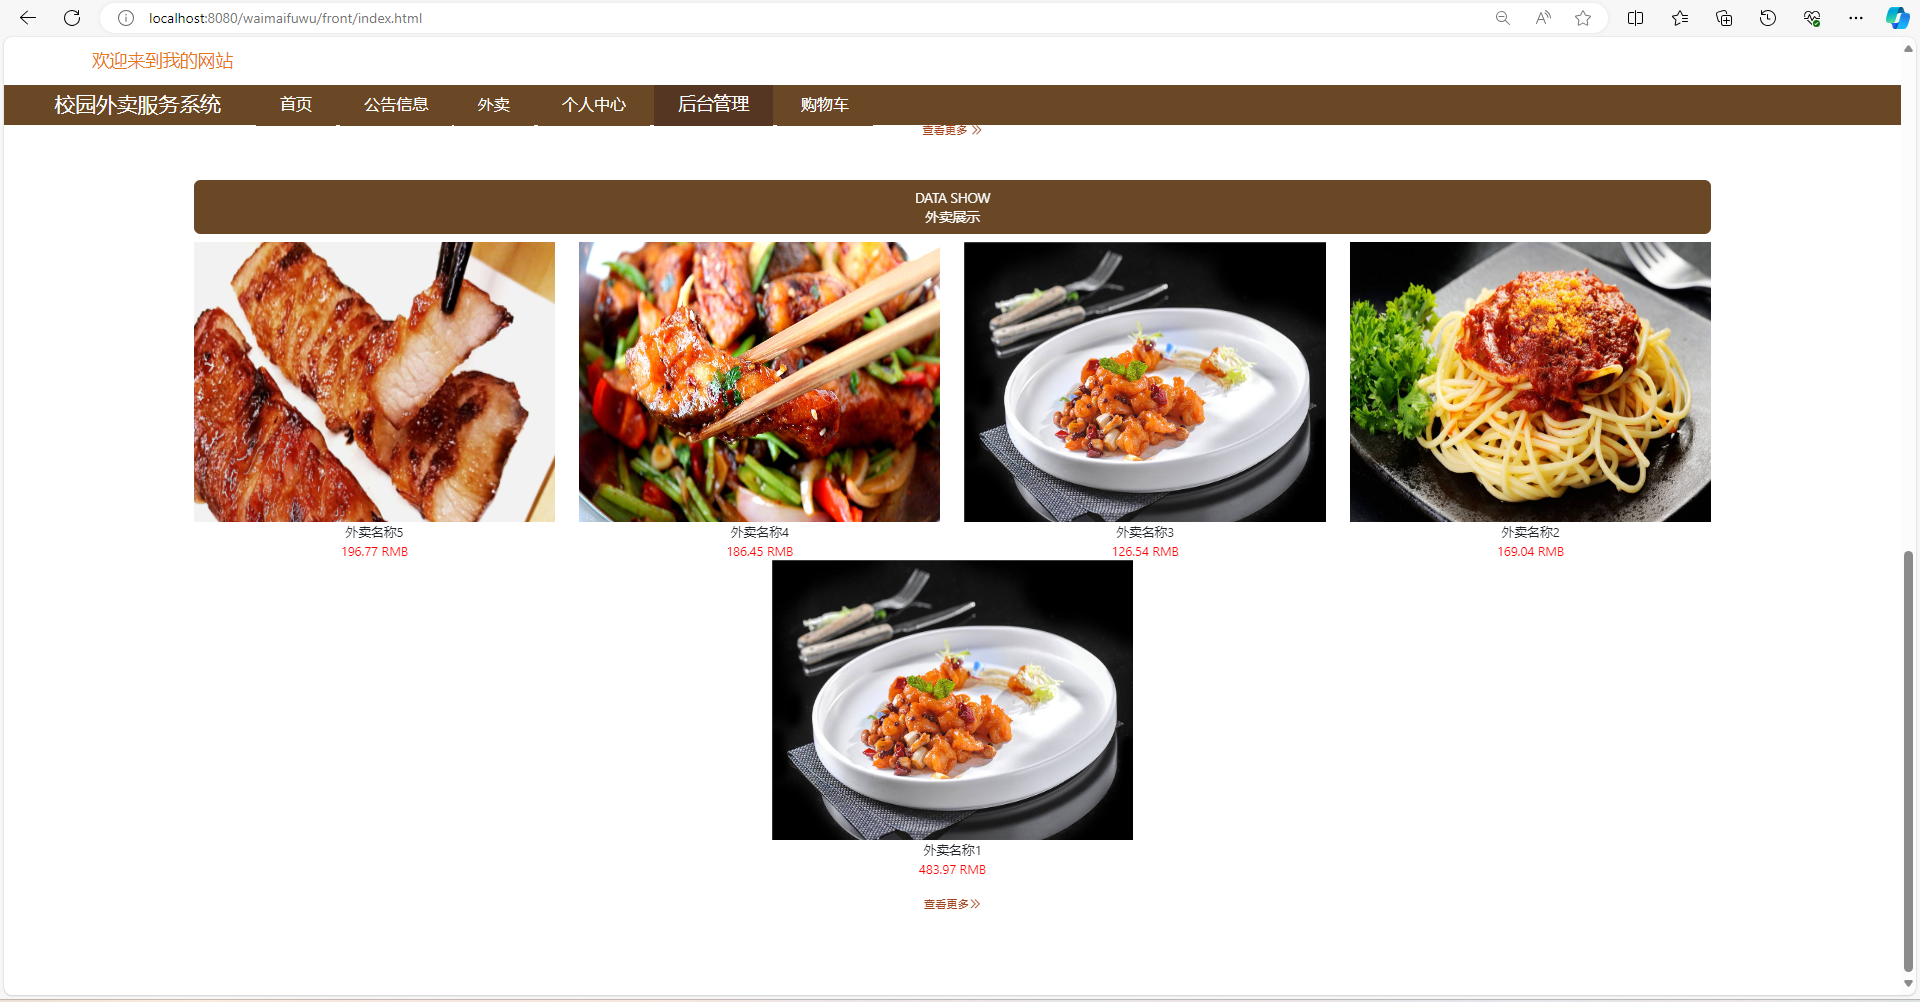 localhost:8080/waimaifuwu/front/index.html
欢迎来到我的网站
校园外卖服务系统 首页 公告信息 外卖 个人中心 后台管理 购物车
查看更多
DATA SHOW
外卖展示
外卖名称5 外卖名称4 外卖名称3 外卖名称2
196.77 RMB 186.45 RMB 126.54 RMB 169.04 RMB
外卖名称1
483.97 RMB
查看更多